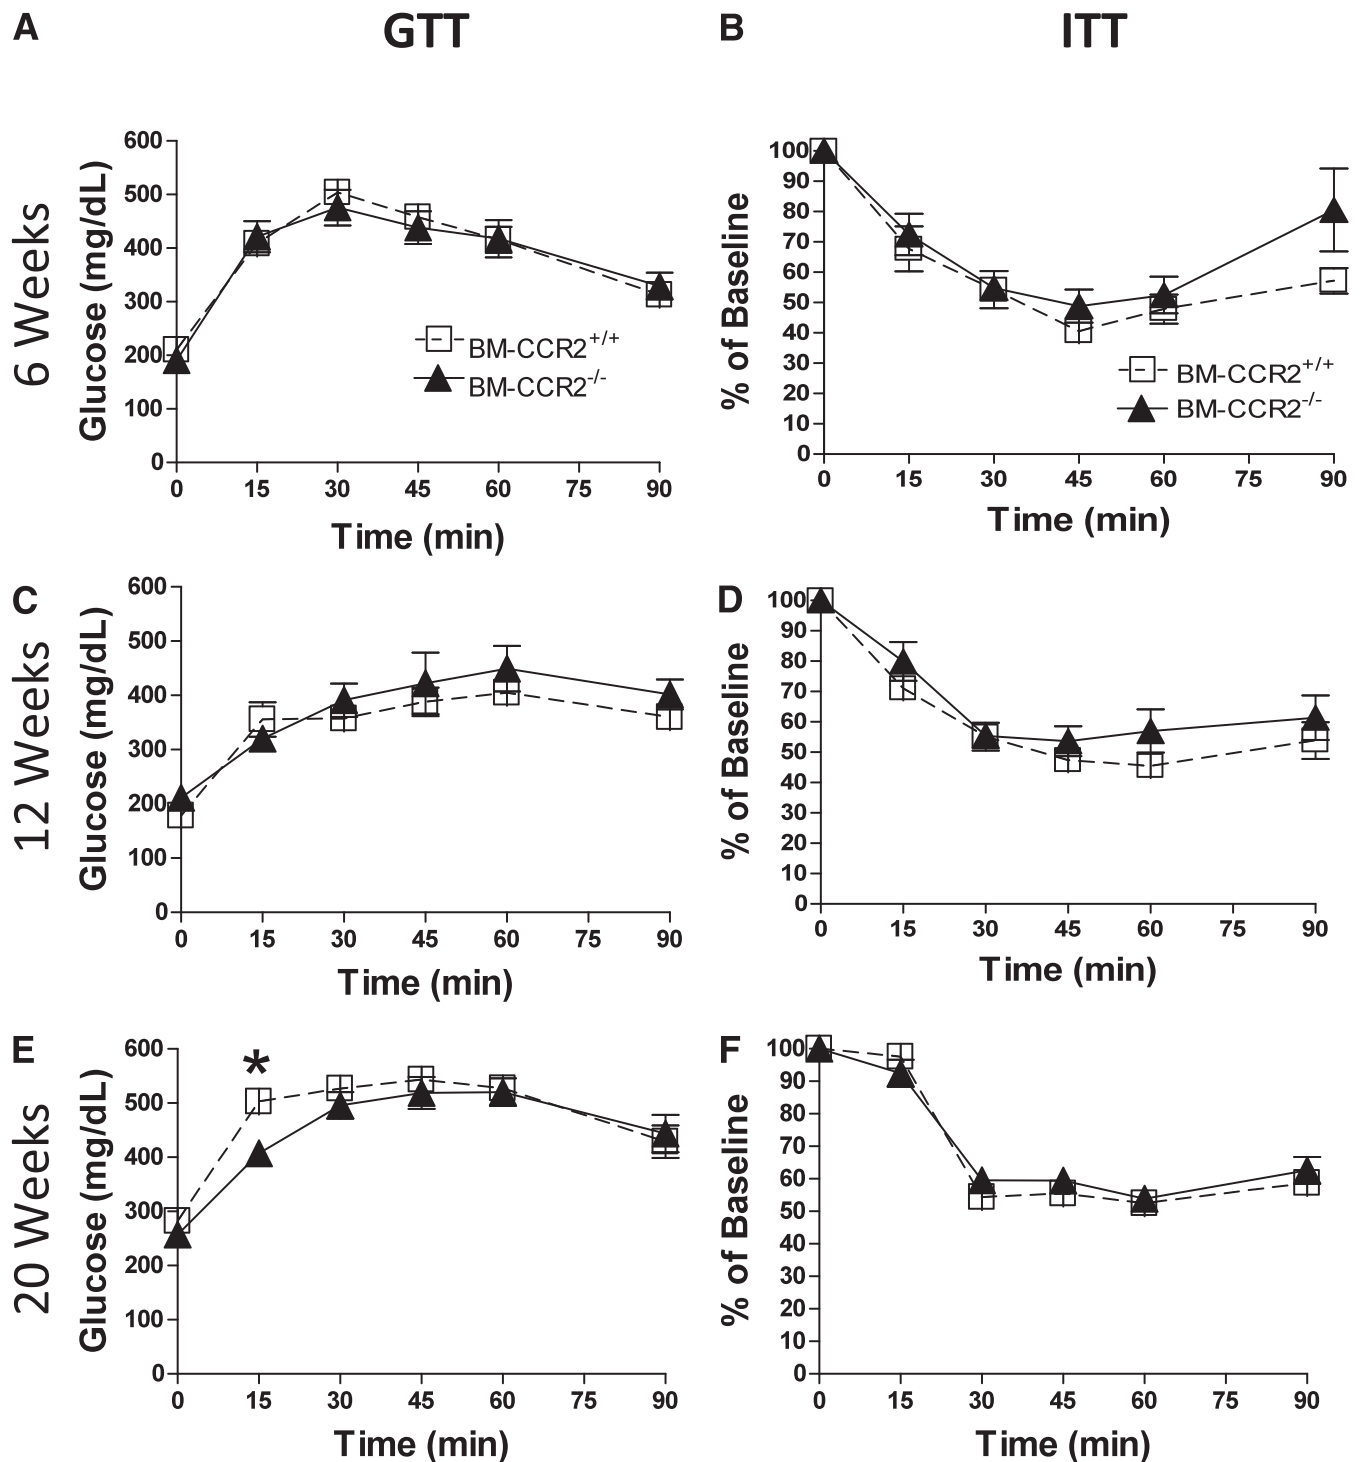 A
GTT
B
ITT
6 Weeks
Glucose (mg/dL)
600
500
400
300
200
100
0
BM-CCR2+/+
BM-CCR2-/-
0 15 30 45 60 75 90
Time (min)
% of Baseline
100
90
80
70
60
50
40
30
20
10
0
BM-CCR2+/+
BM-CCR2-/-
0 15 30 45 60 75 90
Time (min)
C
12 Weeks
Glucose (mg/dL)
600
500
400
300
200
100
0
0 15 30 45 60 75 90
Time (min)
D
% of Baseline
100
90
80
70
60
50
40
30
20
10
0
0 15 30 45 60 75 90
Time (min)
E
20 Weeks
Glucose (mg/dL)
600
500
400
300
200
100
0
*
0 15 30 45 60 75 90
Time (min)
F
% of Baseline
100
90
80
70
60
50
40
30
20
10
0
0 15 30 45 60 75 90
Time (min)